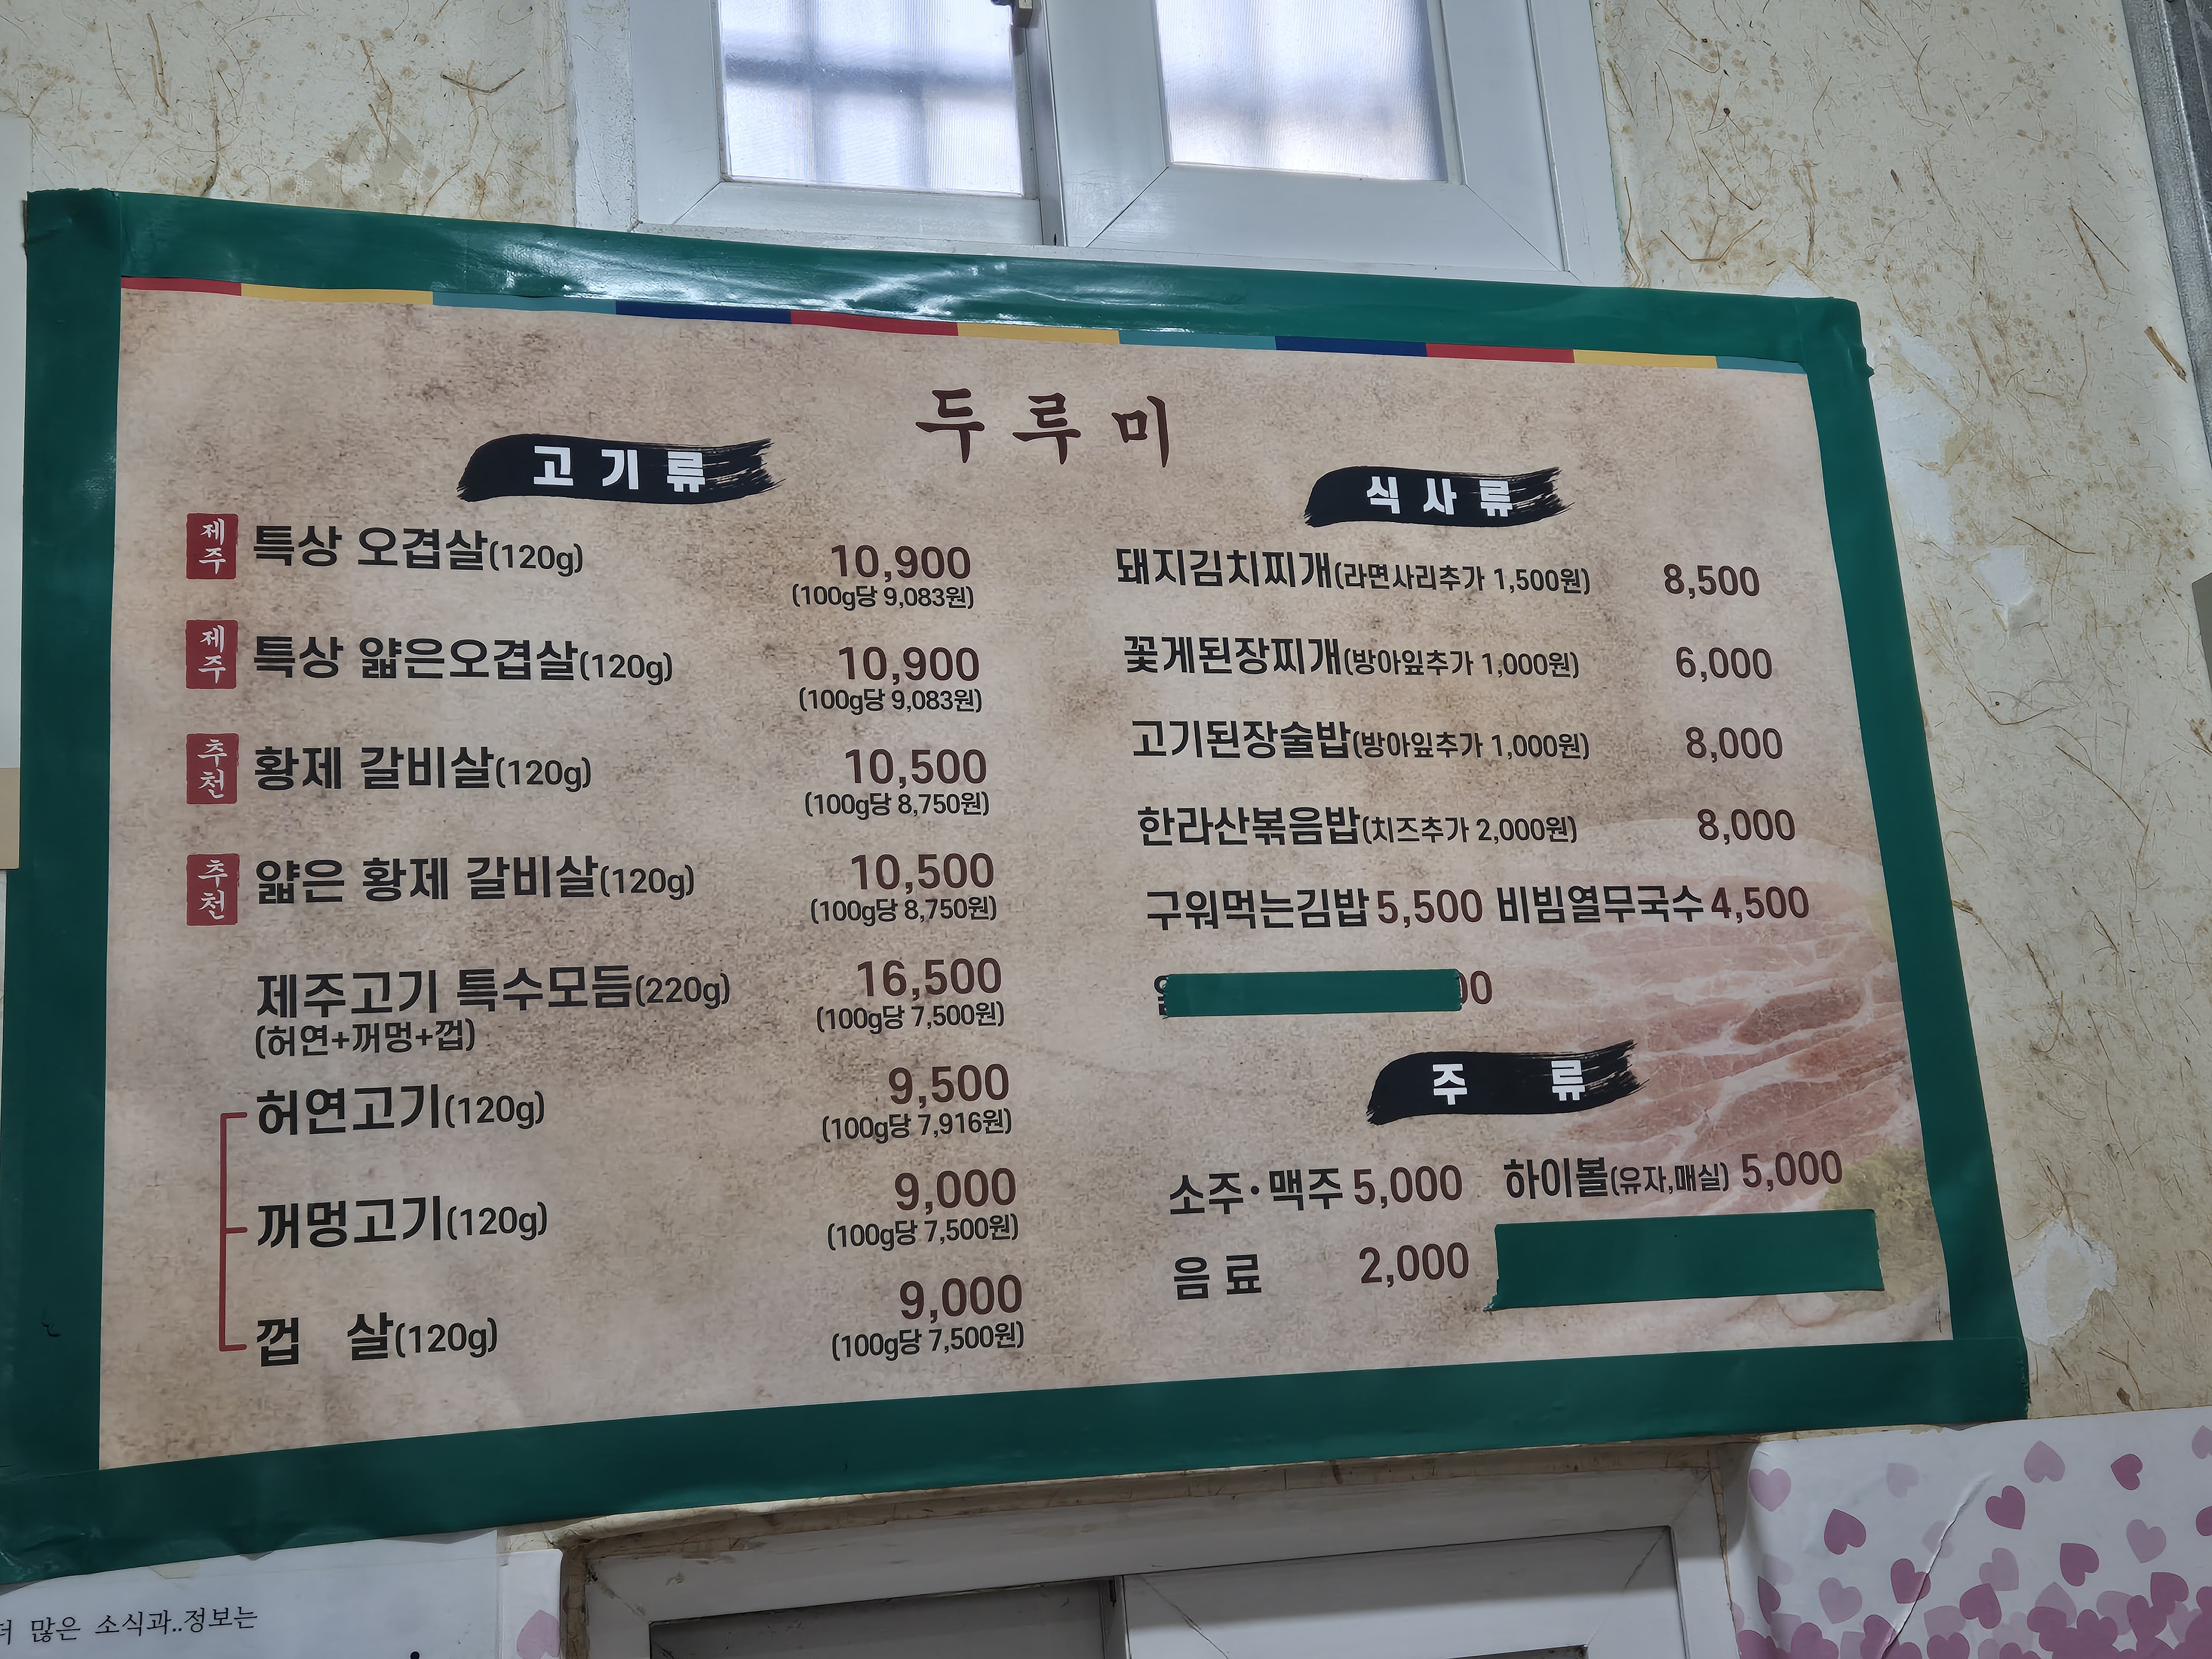 두루미
고기류
제주 특상 오겹살(120g) 10,900
(100g당 9,083원)
제주 특상 얇은오겹살(120g) 10,900
(100g당 9,083원)
추천 황제 갈비살(120g) 10,500
(100g당 8,750원)
추천 얇은 황제 갈비살(120g) 10,500
(100g당 8,750원)
제주고기 특수모듬(220g) 16,500
(허연+꺼멍+껍) (100g당 7,500원)
허연고기(120g) 9,500
(100g당 7,916원)
꺼멍고기(120g) 9,000
(100g당 7,500원)
껍 살(120g) 9,000
(100g당 7,500원)
식사류
돼지김치찌개(라면사리추가 1,500원) 8,500
꽃게된장찌개(방아잎추가 1,000원) 6,000
고기된장술밥(방아잎추가 1,000원) 8,000
한라산볶음밥(치즈추가 2,000원) 8,000
구워먹는김밥 5,500 비빔열무국수 4,500
주 류
소주·맥주 5,000 하이볼(유자,매실) 5,000
음료 2,000
많은 소식과..정보는